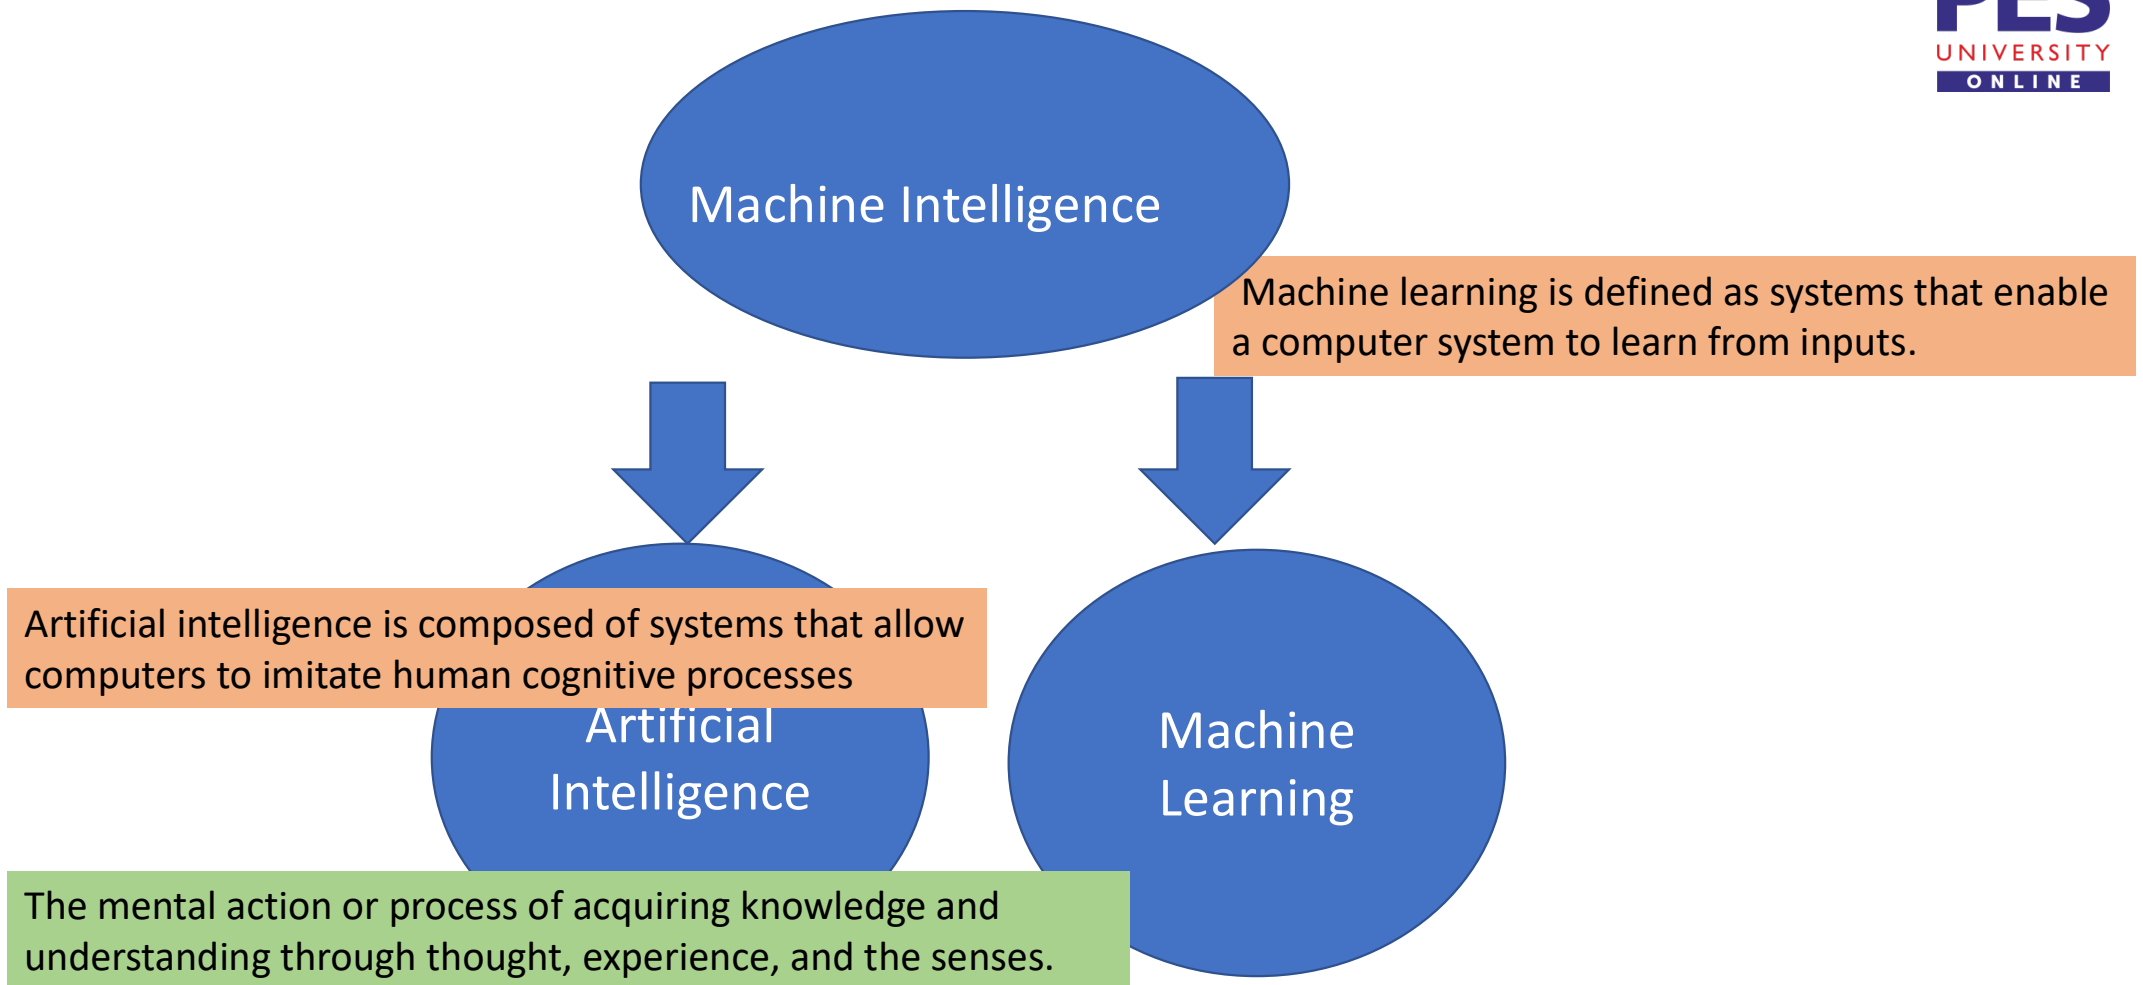 PES
UNIVERSITY
ONLINE
Machine Intelligence
Machine learning is defined as systems that enable
a computer system to learn from inputs.
Artificial intelligence is composed of systems that allow
computers to imitate human cognitive processes
Artificial
Intelligence
Machine
Learning
The mental action or process of acquiring knowledge and
understanding through thought, experience, and the senses.